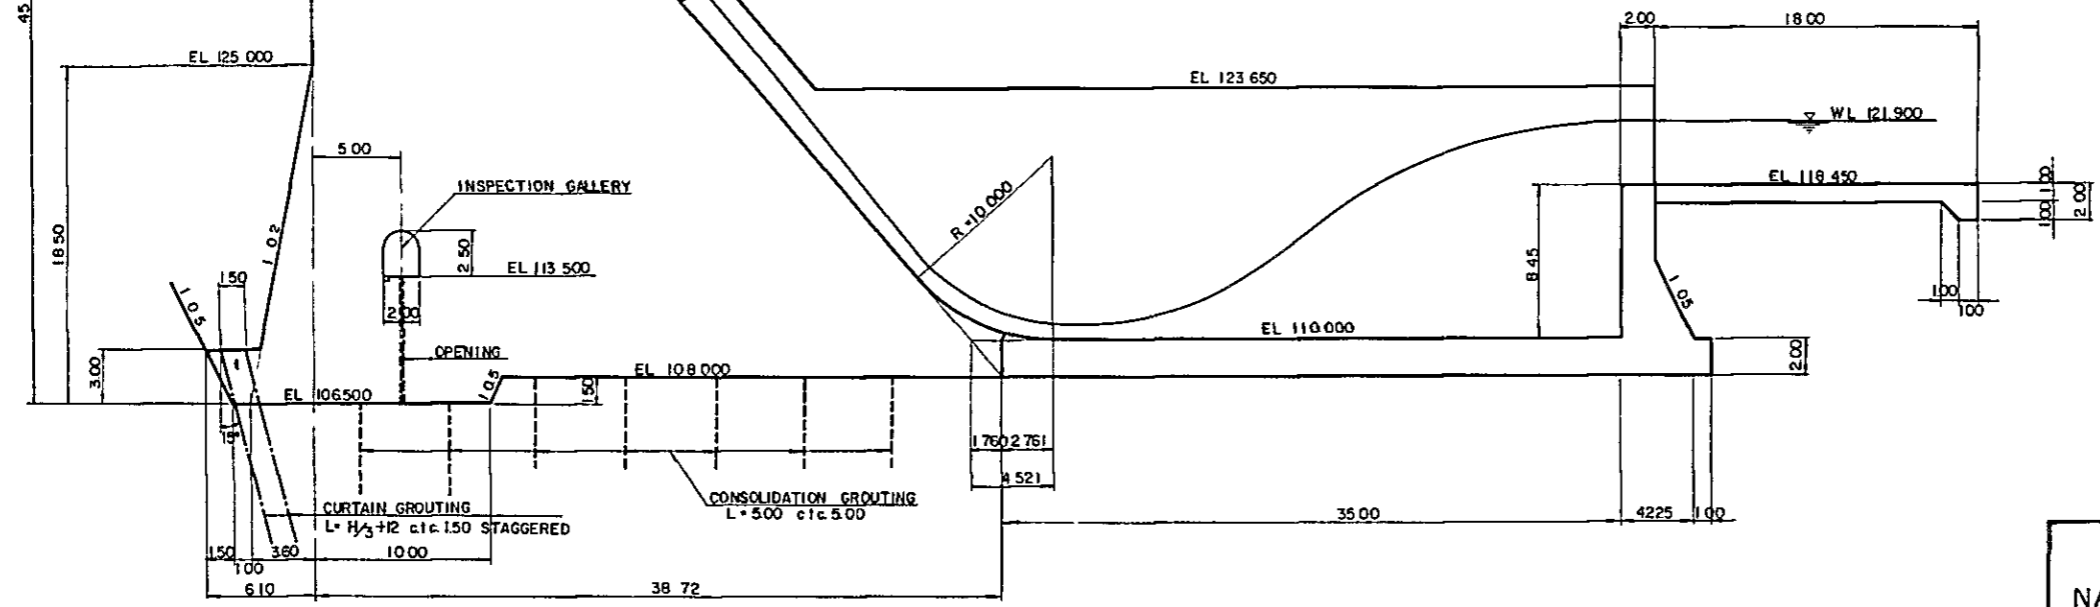 45
2.00
18.00
EL 125 000
EL 123 650
WL 121.900
5.00
EL 118 450
1.00
2.00
1.00
INSPECTION GALLERY
R=10.000
18 50
1 0.2
2.50
8 45
EL 113 500
1 0.5
1.50
2.00
1 0.5
1.00
1.00
EL 110.000
OPENING
3.00
EL 108 000
1 0.5
1.50
2.00
EL 106.500
15°
1 760
2 761
4 521
CONSOLIDATION GROUTING
L=5.00 c.t.c. 5.00
CURTAIN GROUTING
L= H/3+12 c.t.c. 1.50 STAGGERED
35.00
4.225
1.00
1.50
3.60
10.00
1.00
6.10
38 72
NA